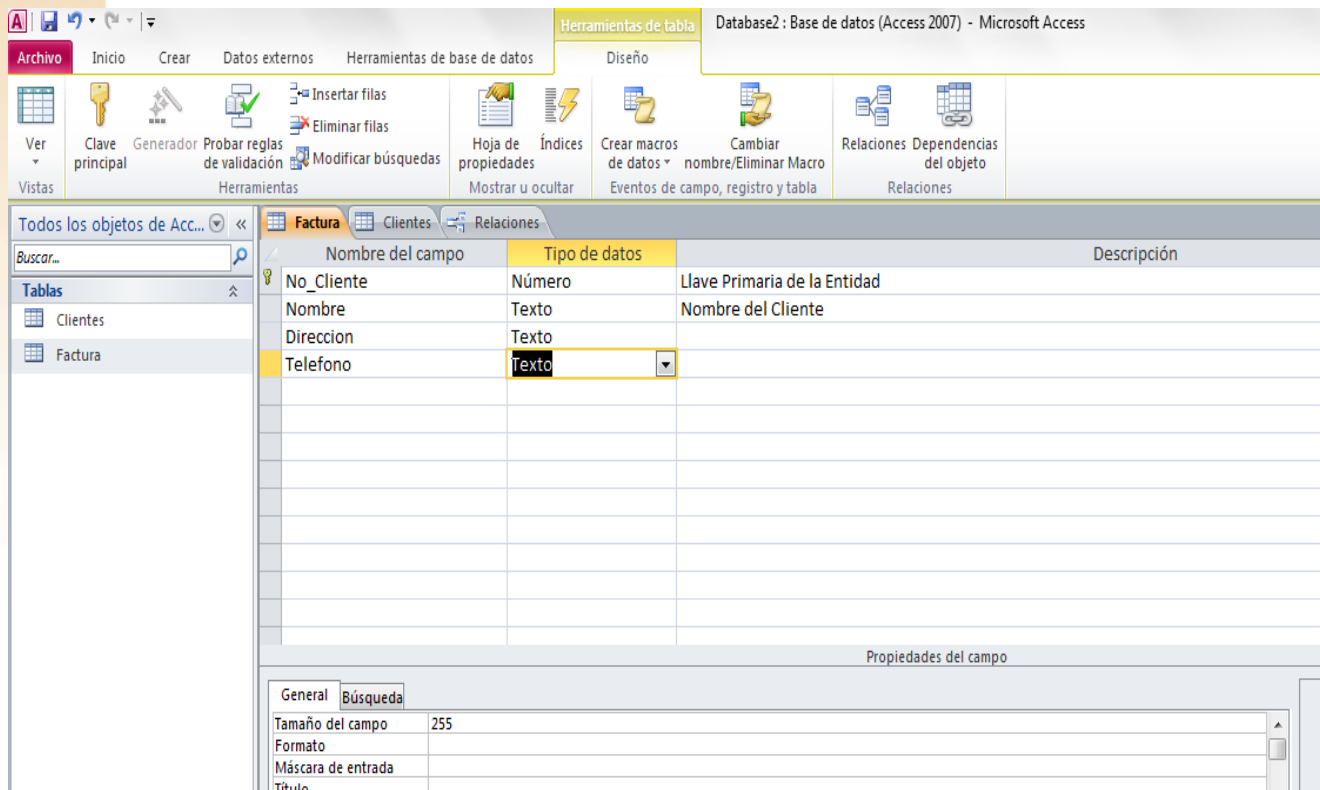 Herramientas de tabla
Database2 : Base de datos (Access 2007) - Microsoft Access
Archivo Inicio Crear Datos externos Herramientas de base de datos Diseño
Ver
Clave principal
Generador
Probar reglas de validación
Insertar filas
Eliminar filas
Modificar búsquedas
Hoja de propiedades
Índices
Crear macros de datos
Cambiar nombre/Eliminar Macro
Relaciones
Dependencias del objeto
Vistas Herramientas Mostrar u ocultar Eventos de campo, registro y tabla Relaciones
Todos los objetos de Acc... «
Buscar...
Tablas
Clientes
Factura
Factura Clientes Relaciones
Nombre del campo Tipo de datos Descripción
No_Cliente Número Llave Primaria de la Entidad
Nombre Texto Nombre del Cliente
Direccion Texto
Telefono Texto
Propiedades del campo
General Búsqueda
Tamaño del campo 255
Formato
Máscara de entrada
Título